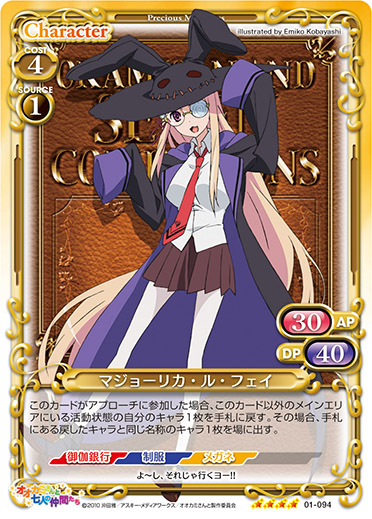 Precious M
Character
illustrated by Emiko Kobayashi
COST
4
SOURCE
1
30 AP
DP 40
マジョーリカ・ル・フェイ
このカードがアプローチに参加した場合、このカード以外のメインエリ
アにいる活動状態の自分のキャラ1枚を手札に戻す。その場合、手札
にある戻したキャラと同じ名称のキャラ1枚を場に出す。
御伽銀行 制服 メガネ
よ〜し、それじゃ行くヨー!!
オオカミさんと七人の仲間たち
©2010 沖田雅/アスキー・メディアワークス/オオカミさんと製作委員会
01-094